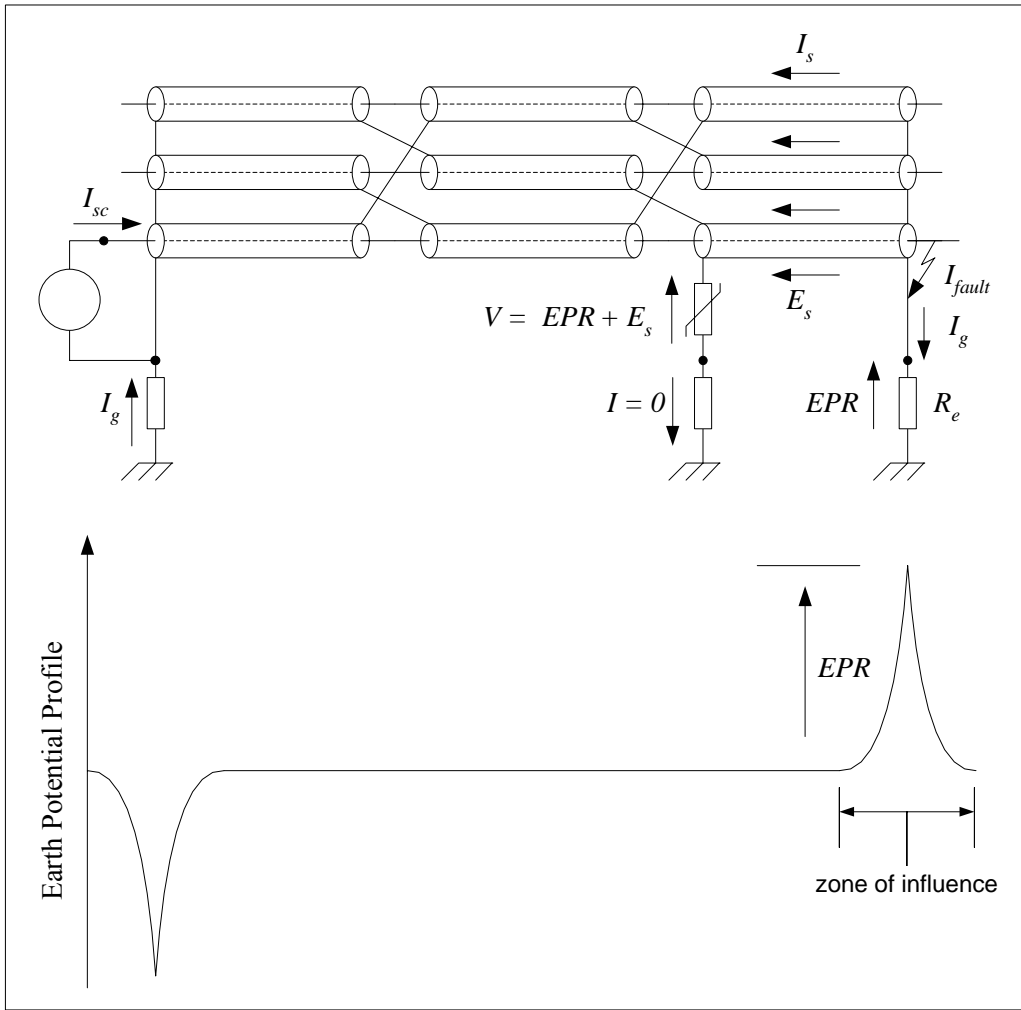 I_s
I_sc
I_fault
E_s
V = EPR + E_s
I_g
I_g
I = 0
EPR
R_e
Earth Potential Profile
EPR
zone of influence